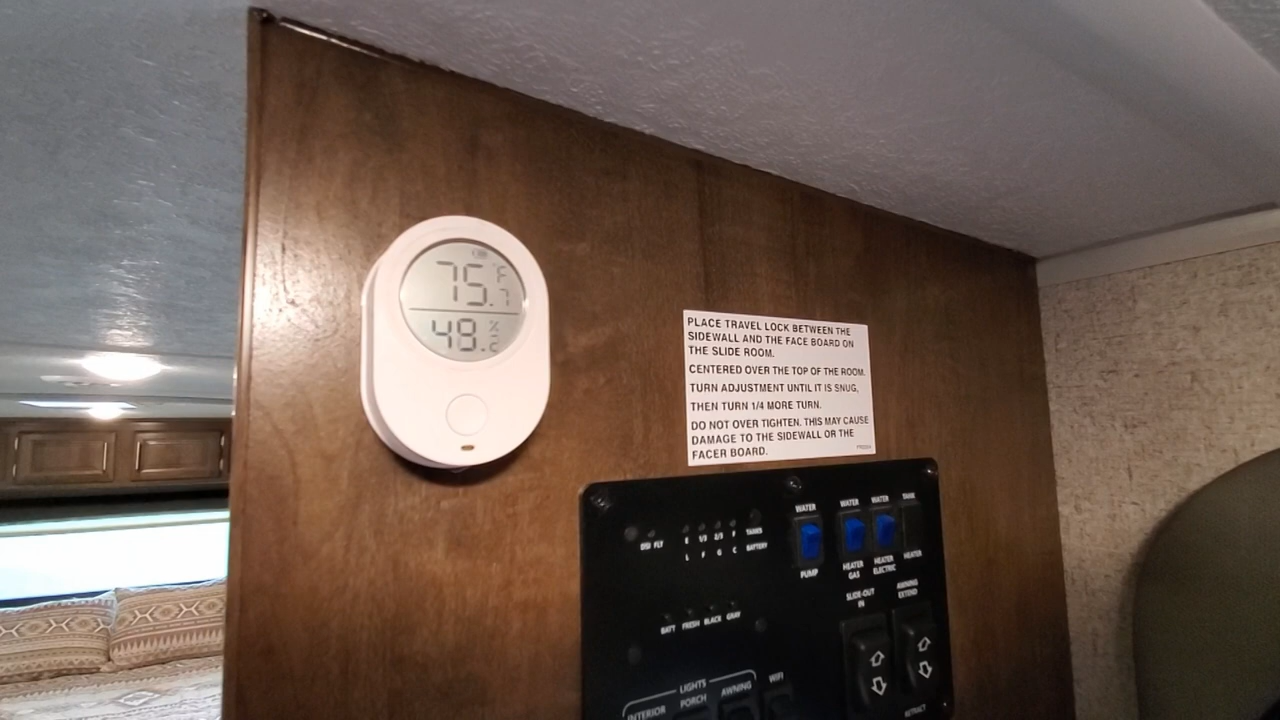 75.7 °F
48.2 %
PLACE TRAVEL LOCK BETWEEN THE
SIDEWALL AND THE FACE BOARD ON
THE SLIDE ROOM.
CENTERED OVER THE TOP OF THE ROOM.
TURN ADJUSTMENT UNTIL IT IS SNUG,
THEN TURN 1/4 MORE TURN.
DO NOT OVER TIGHTEN. THIS MAY CAUSE
DAMAGE TO THE SIDEWALL OR THE
FACER BOARD.
WATER WATER WATER TANK
DSI FLT E 1/3 2/3 F TANKS
L F G C BATTERY
PUMP HEATER GAS HEATER ELECTRIC HEATER
SLIDE-OUT IN AWNING EXTEND
BATT FRESH BLACK GRAY
LIGHTS WIFI
INTERIOR PORCH AWNING
RETRACT